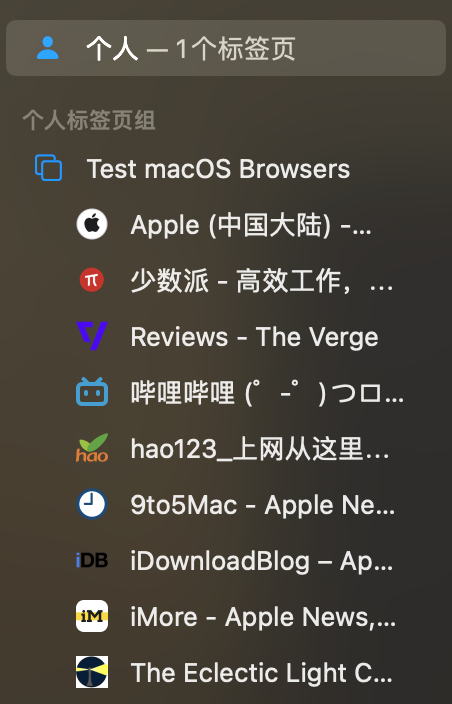 个人 — 1个标签页
个人标签页组
Test macOS Browsers
Apple (中国大陆) -...
少数派 - 高效工作，...
Reviews - The Verge
哔哩哔哩 (゜-゜)つロ...
hao
hao123_上网从这里...
9to5Mac - Apple Ne...
iDB
iDownloadBlog – Ap...
iM
iMore - Apple News,...
The Eclectic Light C...